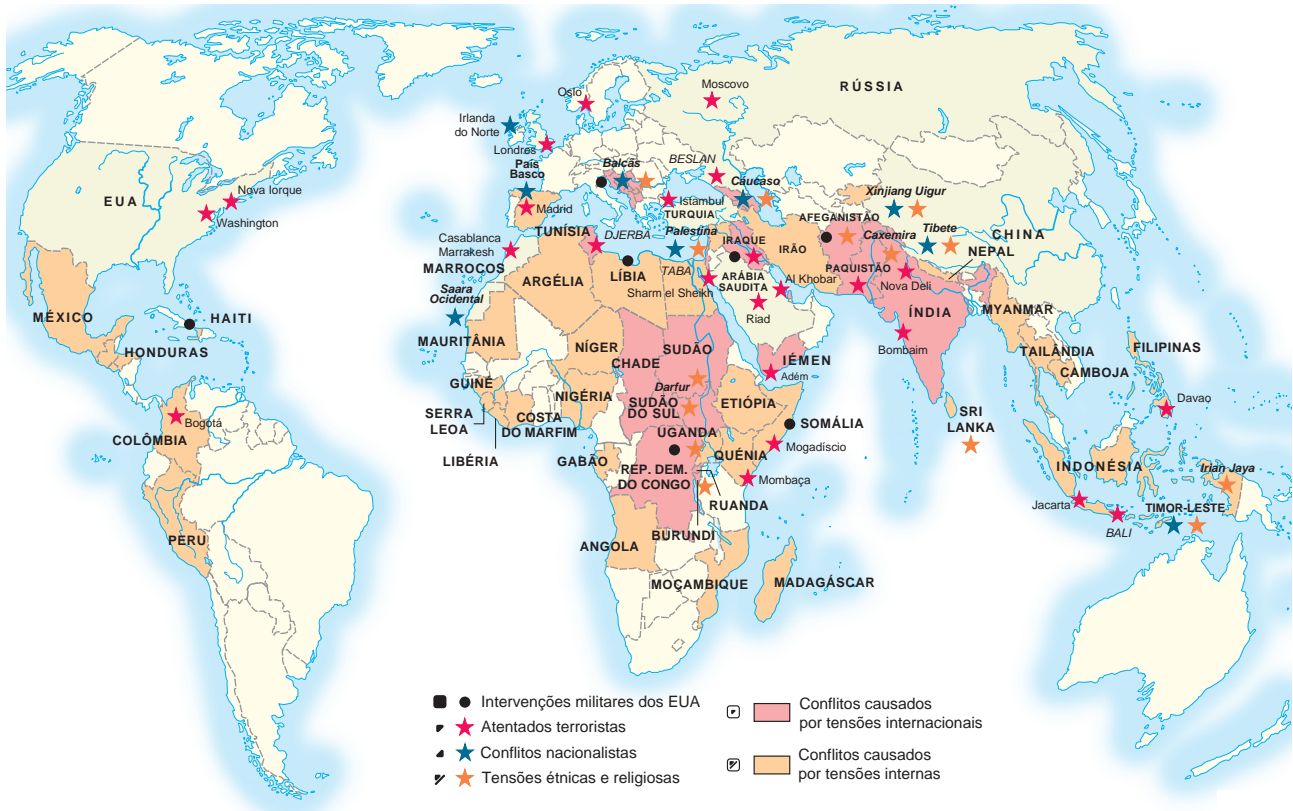 RÚSSIA
Moscovo
Oslo
Irlanda
do Norte
Londres
País
Basco
Balcãs
BESLAN
Cáucaso
Xinjiang Uigur
Nova Iorque
EUA
Washington
Madrid
Istambul
TURQUIA
AFEGANISTÃO
Caxemira
Tibete
CHINA
NEPAL
Casablanca
Marrakesh
MARROCOS
TUNÍSIA
DJERBA
Palestina
IRAQUE
IRÃO
PAQUISTÃO
Nova Deli
ARGÉLIA
LÍBIA
TABA
Sharm el Sheikh
ARÁBIA
SAUDITA
Al Khobar
Riad
ÍNDIA
MYANMAR
Saara
Ocidental
MÉXICO
HAITI
HONDURAS
MAURITÂNIA
NÍGER
CHADE
SUDÃO
IÉMEN
Adém
Bombaim
TAILÂNDIA
CAMBOJA
FILIPINAS
Davao
GUINÉ
NIGÉRIA
Darfur
SUDÃO
DO SUL
ETIÓPIA
SERRA
LEOA
COSTA
DO MARFIM
LIBÉRIA
SOMÁLIA
SRI
LANKA
Bogotá
COLÔMBIA
GABÃO
UGANDA
QUÉNIA
Mogadíscio
REP. DEM.
DO CONGO
Mombaça
INDONÉSIA
Irian Jaya
RUANDA
Jacarta
BALI
TIMOR-LESTE
PERU
ANGOLA
BURUNDI
MOÇAMBIQUE
MADAGÁSCAR
Intervenções militares dos EUA
Atentados terroristas
Conflitos nacionalistas
Tensões étnicas e religiosas
Conflitos causados
por tensões internacionais
Conflitos causados
por tensões internas